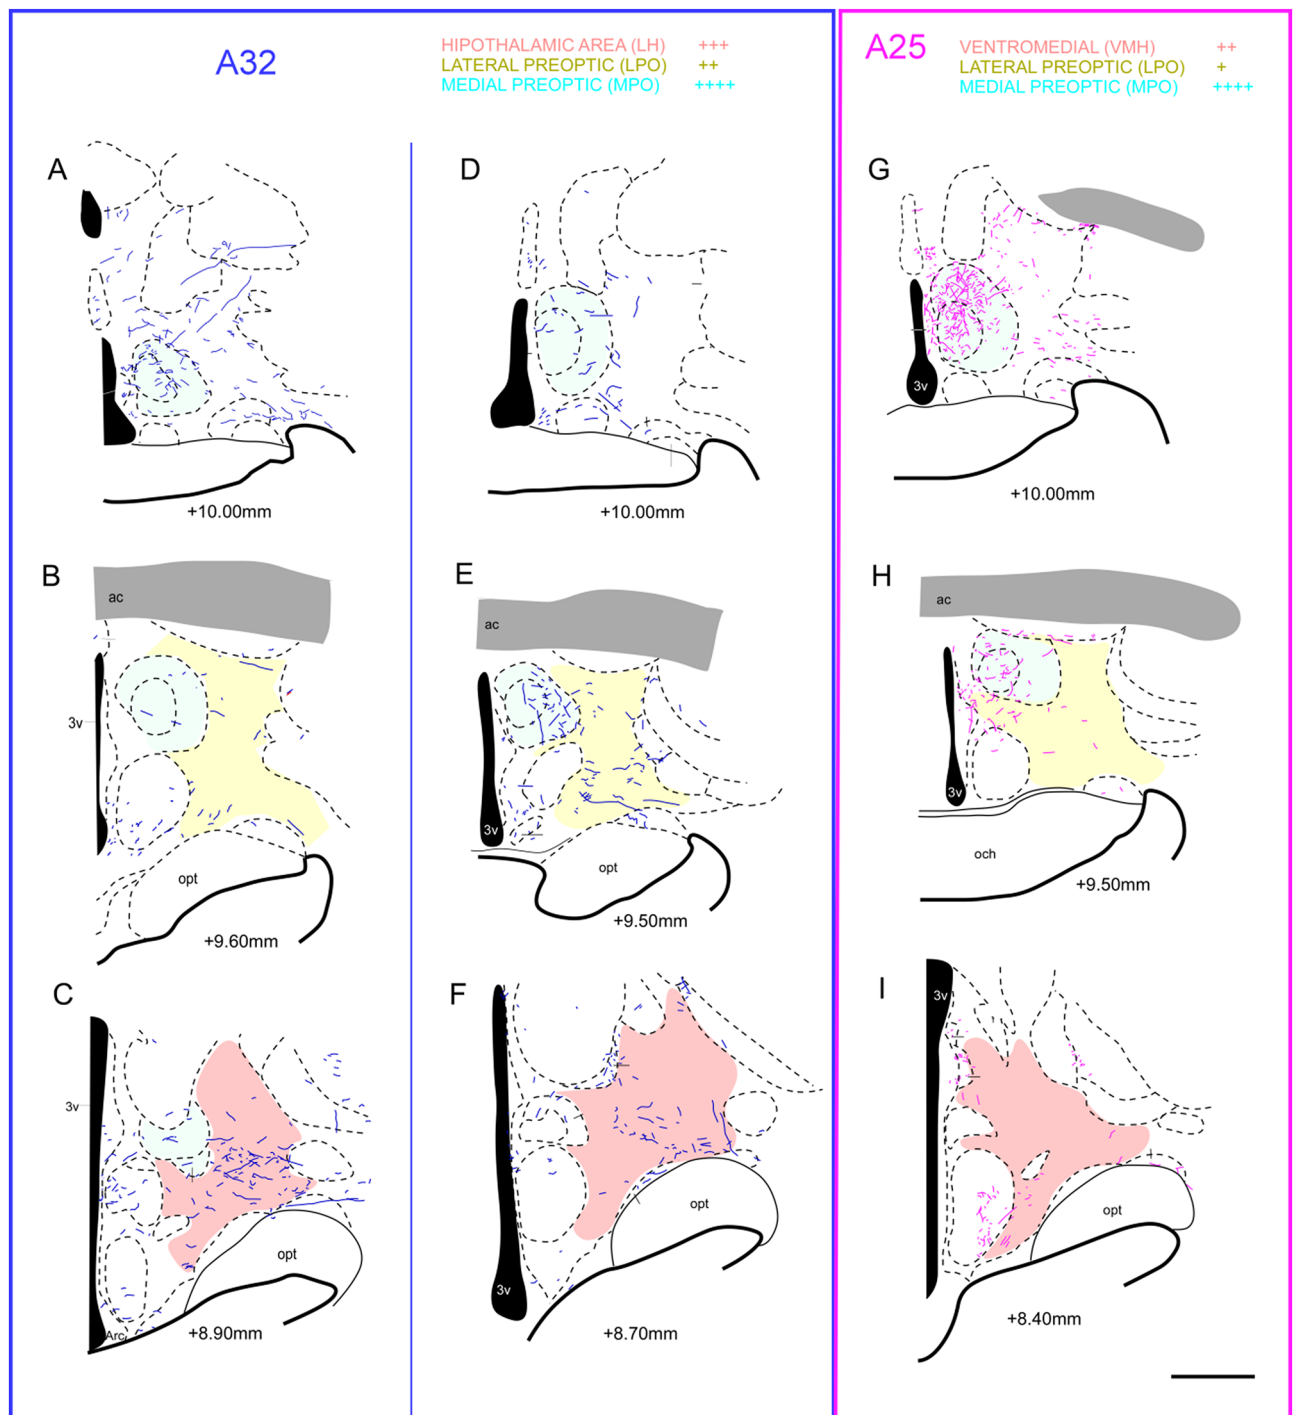 A32
HIPOTHALAMIC AREA (LH) +++
LATERAL PREOPTIC (LPO) ++
MEDIAL PREOPTIC (MPO) ++++
A25
VENTROMEDIAL (VMH) ++
LATERAL PREOPTIC (LPO) +
MEDIAL PREOPTIC (MPO) ++++
A
+10.00mm
D
+10.00mm
G
3v
+10.00mm
B
ac
3v
opt
+9.60mm
E
ac
3v
opt
+9.50mm
H
ac
3v
och
+9.50mm
C
3v
opt
Arc
+8.90mm
F
opt
3v
+8.70mm
I
3v
opt
+8.40mm